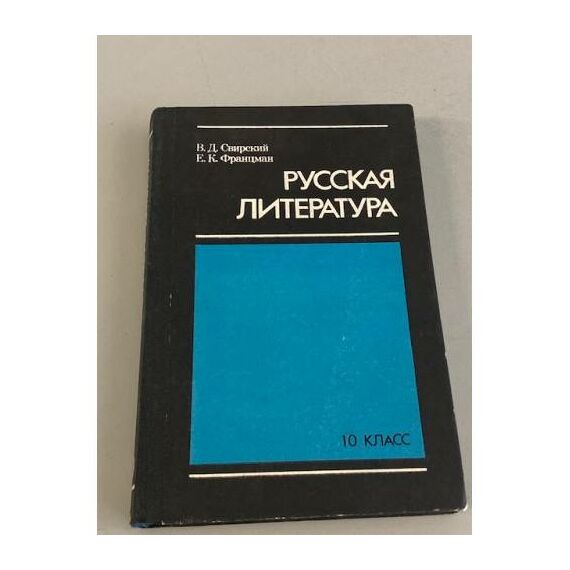 В. Д. Свирский
Е. К. Францман
РУССКАЯ
ЛИТЕРАТУРА
10 КЛАСС